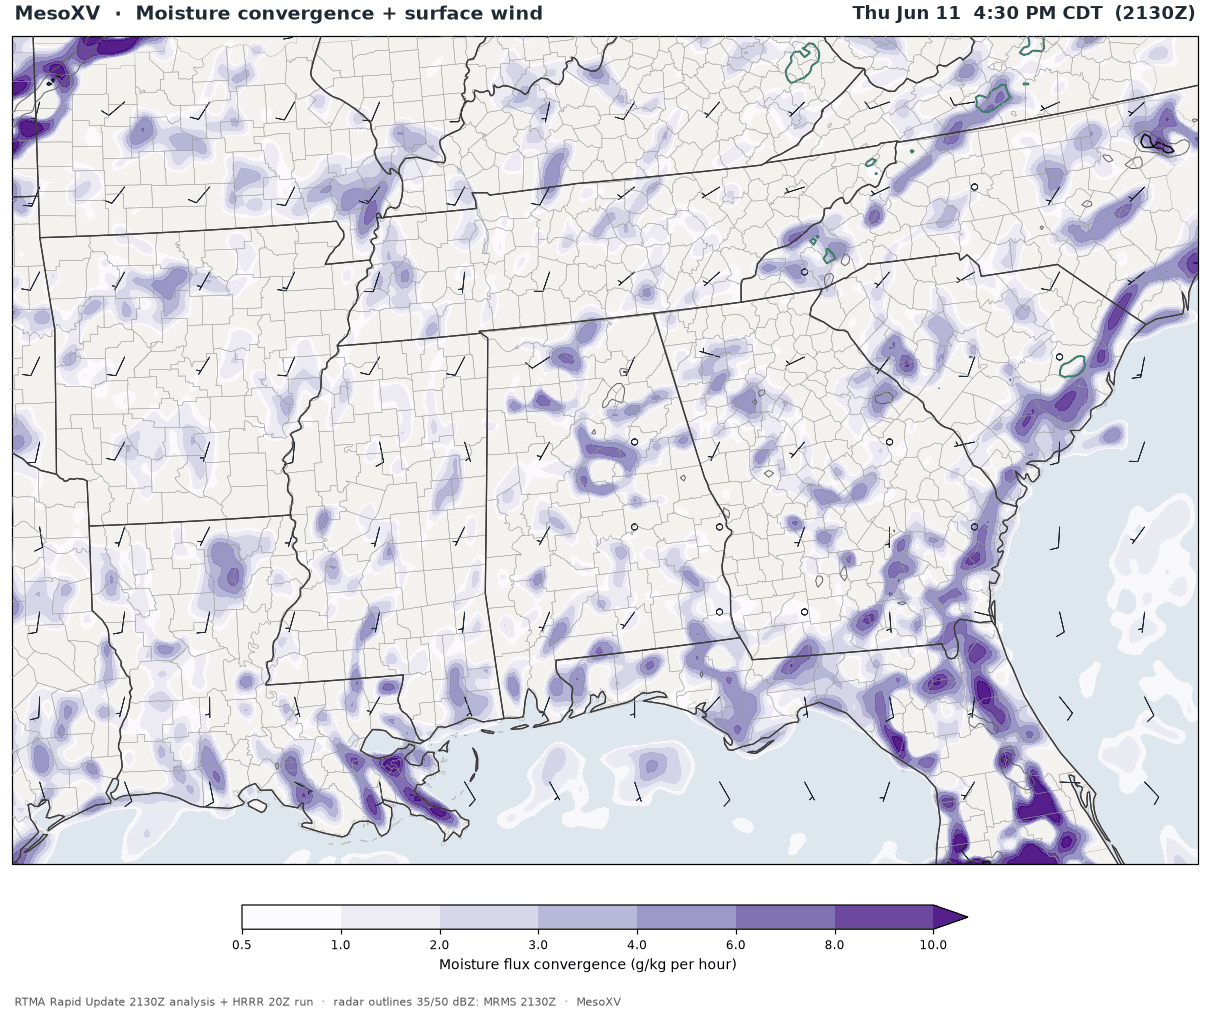 MesoXV · Moisture convergence + surface wind
Thu Jun 11 4:30 PM CDT (2130Z)
0.5 1.0 2.0 3.0 4.0 6.0 8.0 10.0
Moisture flux convergence (g/kg per hour)
RTMA Rapid Update 2130Z analysis + HRRR 20Z run · radar outlines 35/50 dBZ: MRMS 2130Z · MesoXV